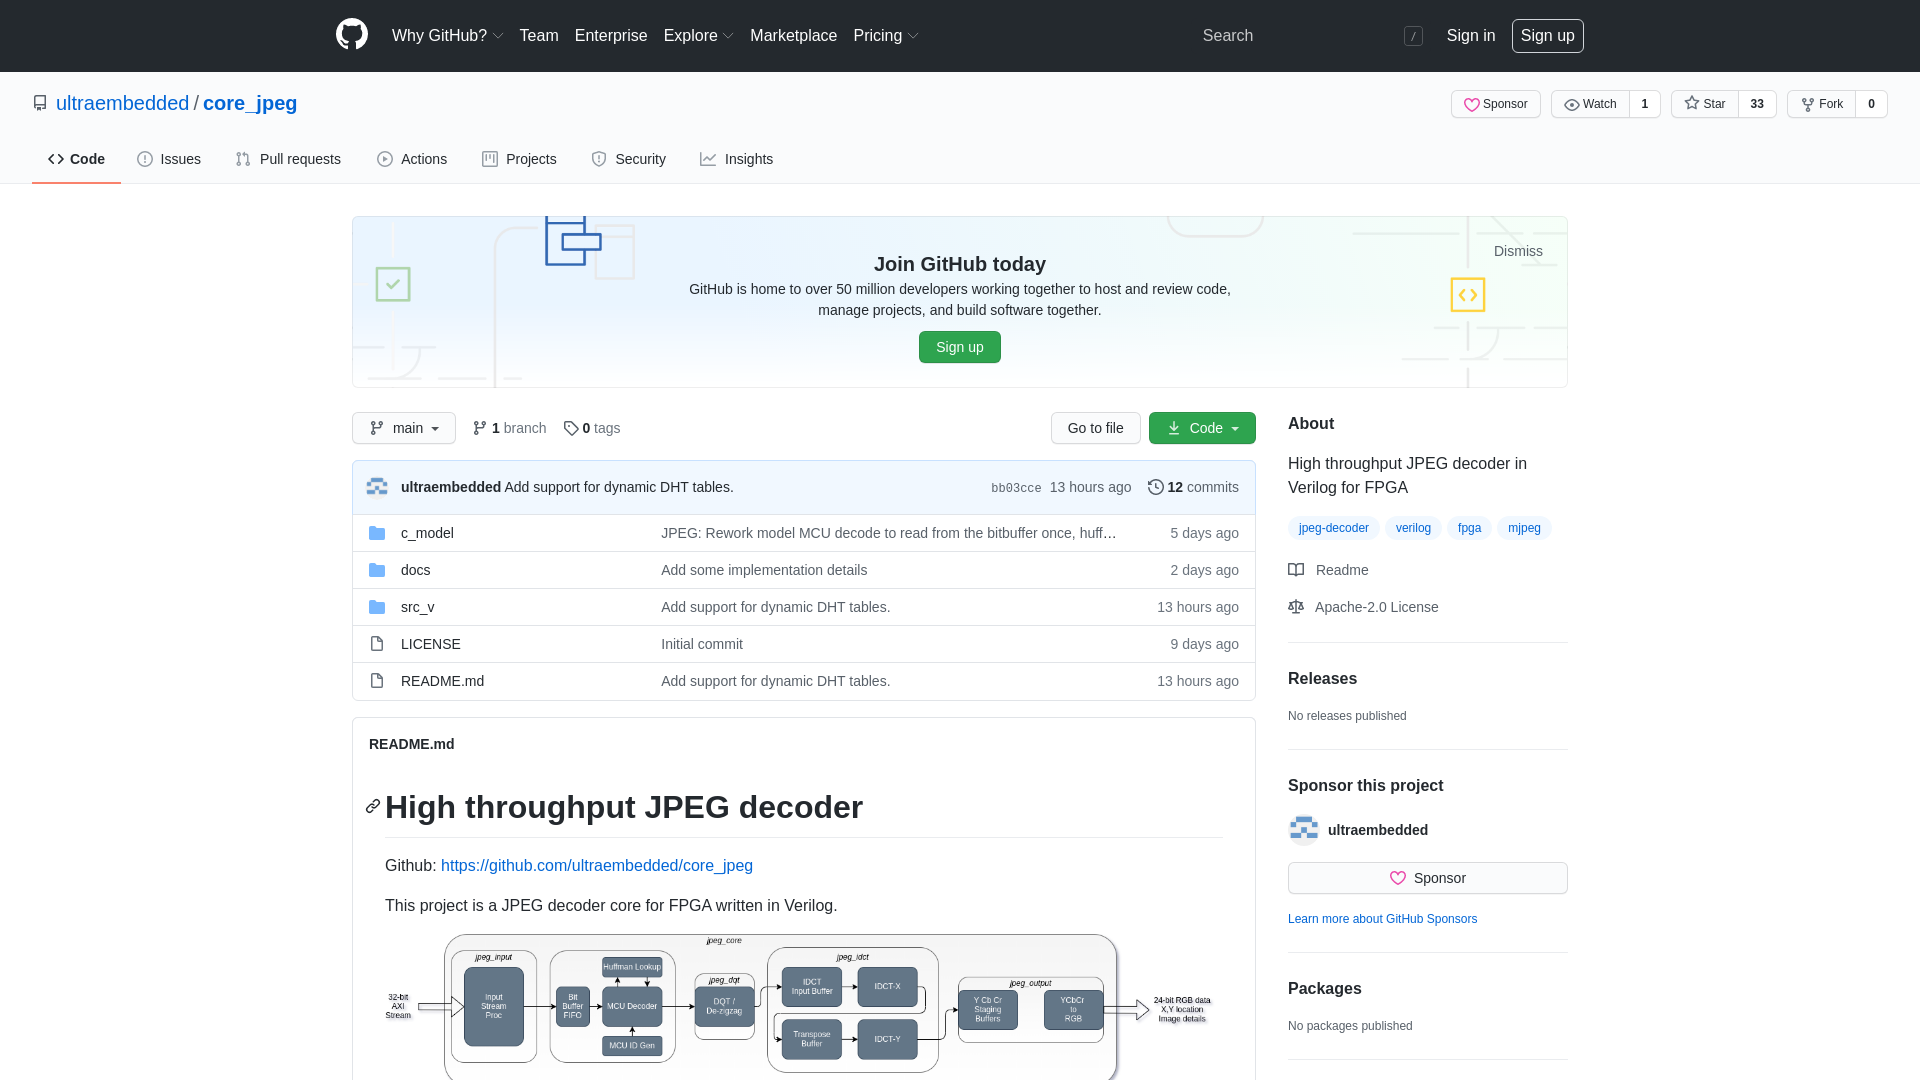 Why GitHub? Team Enterprise Explore Marketplace Pricing Search / Sign in Sign up
ultraembedded / core_jpeg Sponsor Watch 1 Star 33 Fork 0
Code Issues Pull requests Actions Projects Security Insights
Dismiss
Join GitHub today
GitHub is home to over 50 million developers working together to host and review code,
manage projects, and build software together.
Sign up
main 1 branch 0 tags Go to file Code
ultraembedded Add support for dynamic DHT tables. bb03cce 13 hours ago 12 commits
c_model JPEG: Rework model MCU decode to read from the bitbuffer once, huff… 5 days ago
docs Add some implementation details 2 days ago
src_v Add support for dynamic DHT tables. 13 hours ago
LICENSE Initial commit 9 days ago
README.md Add support for dynamic DHT tables. 13 hours ago
README.md
High throughput JPEG decoder
Github: https://github.com/ultraembedded/core_jpeg
This project is a JPEG decoder core for FPGA written in Verilog.
jpeg_core
32-bit
AXI
Stream
jpeg_input
Input
Stream
Proc
Bit
Buffer
FIFO
Huffman Lookup
MCU Decoder
MCU ID Gen
jpeg_dqt
DQT /
De-zigzag
jpeg_idct
IDCT
Input Buffer
IDCT-X
Transpose
Buffer
IDCT-Y
jpeg_output
Y Cb Cr
Staging
Buffers
YCbCr
to
RGB
24-bit RGB data
X,Y location
Image details
About
High throughput JPEG decoder in
Verilog for FPGA
jpeg-decoder verilog fpga mjpeg
Readme
Apache-2.0 License
Releases
No releases published
Sponsor this project
ultraembedded
Sponsor
Learn more about GitHub Sponsors
Packages
No packages published